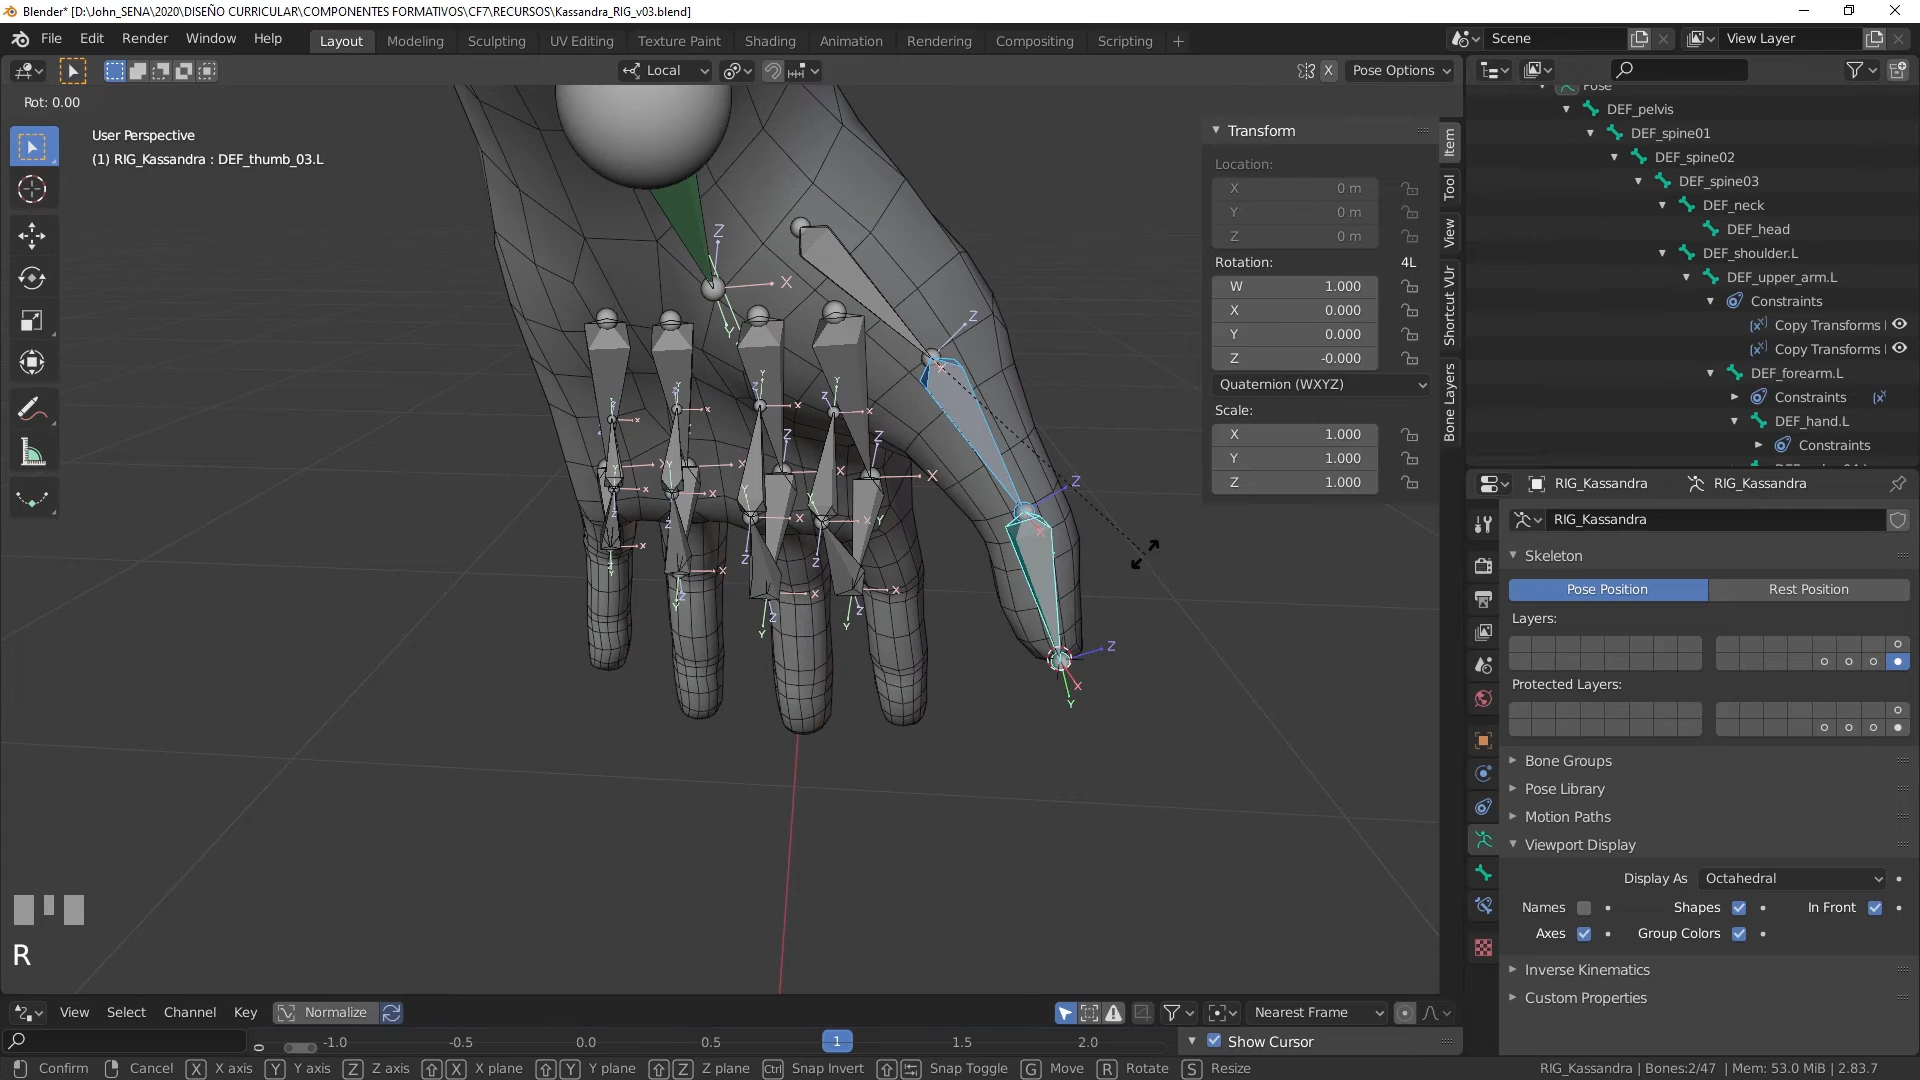 Blender* [D:\John_SENA\2020\DISEÑO CURRICULAR\COMPONENTES FORMATIVOS\CF7\RECURSOS\Kassandra_RIG_v03.blend]
File Edit Render Window Help Layout Modeling Sculpting UV Editing Texture Paint Shading Animation Rendering Compositing Scripting + Scene View Layer
Local X Pose Options
Rot: 0.00
User Perspective
(1) RIG_Kassandra : DEF_thumb_03.L
Transform
Location:
X 0 m
Y 0 m
Z 0 m
Rotation: 4L
W 1.000
X 0.000
Y 0.000
Z -0.000
Quaternion (WXYZ)
Scale:
X 1.000
Y 1.000
Z 1.000
Item
Tool
View
Shortcut VUr
Bone Layers
Pose
DEF_pelvis
DEF_spine01
DEF_spine02
DEF_spine03
DEF_neck
DEF_head
DEF_shoulder.L
DEF_upper_arm.L
Constraints
Copy Transforms
Copy Transforms
DEF_forearm.L
Constraints
DEF_hand.L
Constraints
RIG_Kassandra RIG_Kassandra
RIG_Kassandra
Skeleton
Pose Position Rest Position
Layers:
Protected Layers:
Bone Groups
Pose Library
Motion Paths
Viewport Display
Display As Octahedral
Names Shapes In Front
Axes Group Colors
Inverse Kinematics
Custom Properties
R
View Select Channel Key Normalize Nearest Frame
-1.0 -0.5 0.0 0.5 1 1.5 2.0 Show Cursor
Confirm Cancel X X axis Y Y axis Z Z axis X X plane Y Y plane Z Z plane Ctrl Snap Invert Snap Toggle G Move R Rotate S Resize RIG_Kassandra | Bones:2/47 | Mem: 53.0 MiB | 2.83.7